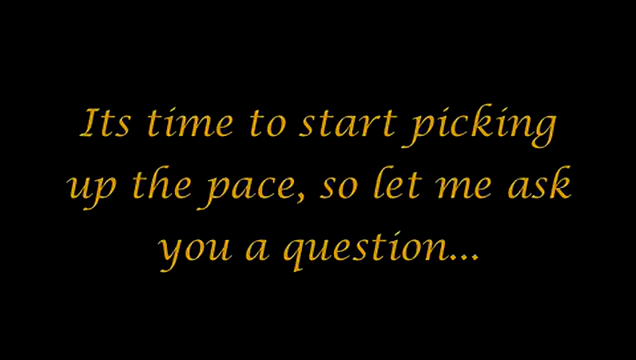 Its time to start picking
up the pace, so let me ask
you a question...